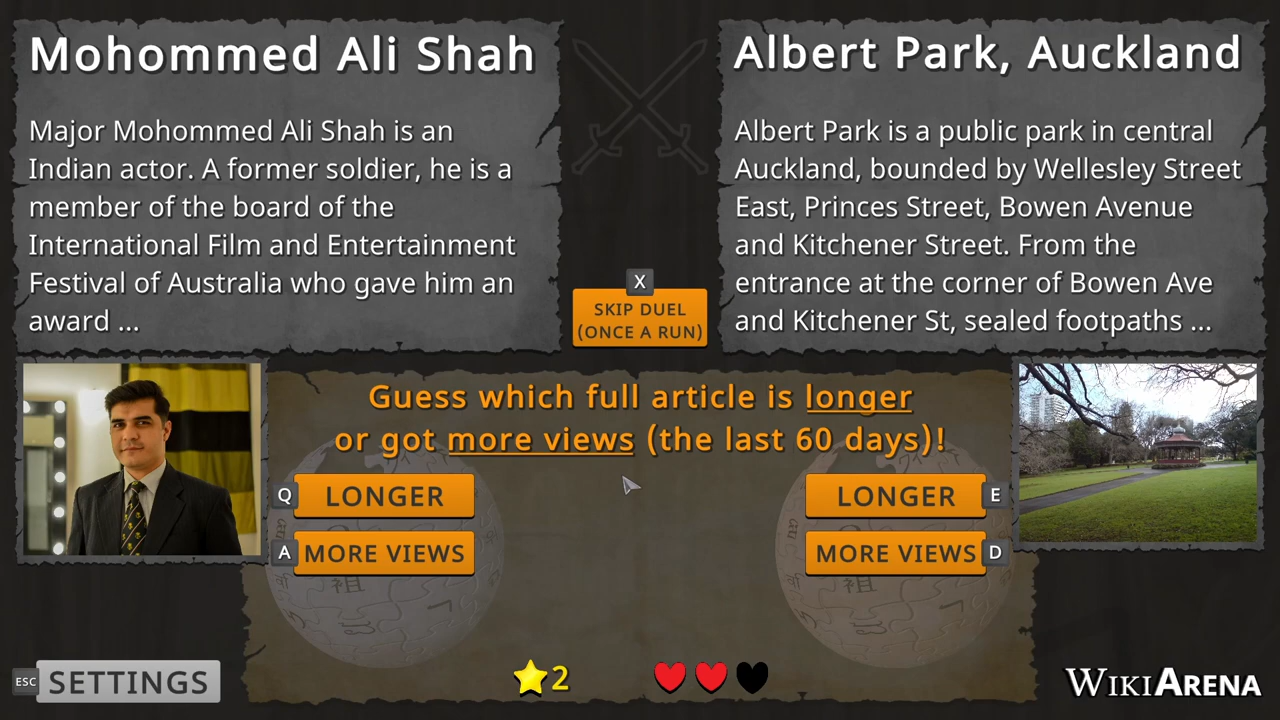 Mohommed Ali Shah
Major Mohommed Ali Shah is an
Indian actor. A former soldier, he is a
member of the board of the
International Film and Entertainment
Festival of Australia who gave him an
award ...
Albert Park, Auckland
Albert Park is a public park in central
Auckland, bounded by Wellesley Street
East, Princes Street, Bowen Avenue
and Kitchener Street. From the
entrance at the corner of Bowen Ave
and Kitchener St, sealed footpaths ...
X
SKIP DUEL
(ONCE A RUN)
Guess which full article is longer
or got more views (the last 60 days)!
Q LONGER
A MORE VIEWS
LONGER E
MORE VIEWS D
ESC SETTINGS
2
WIKIARENA